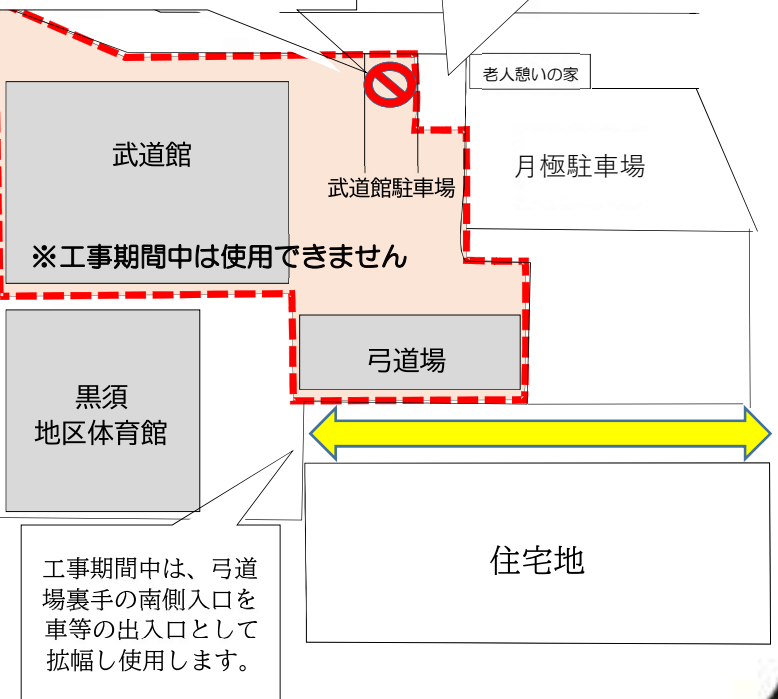 老人憩いの家
武道館
月極駐車場
武道館駐車場
※工事期間中は使用できません
弓道場
黒須
地区体育館
住宅地
工事期間中は、弓道
場裏手の南側入口を
車等の出入口として
拡幅し使用します。